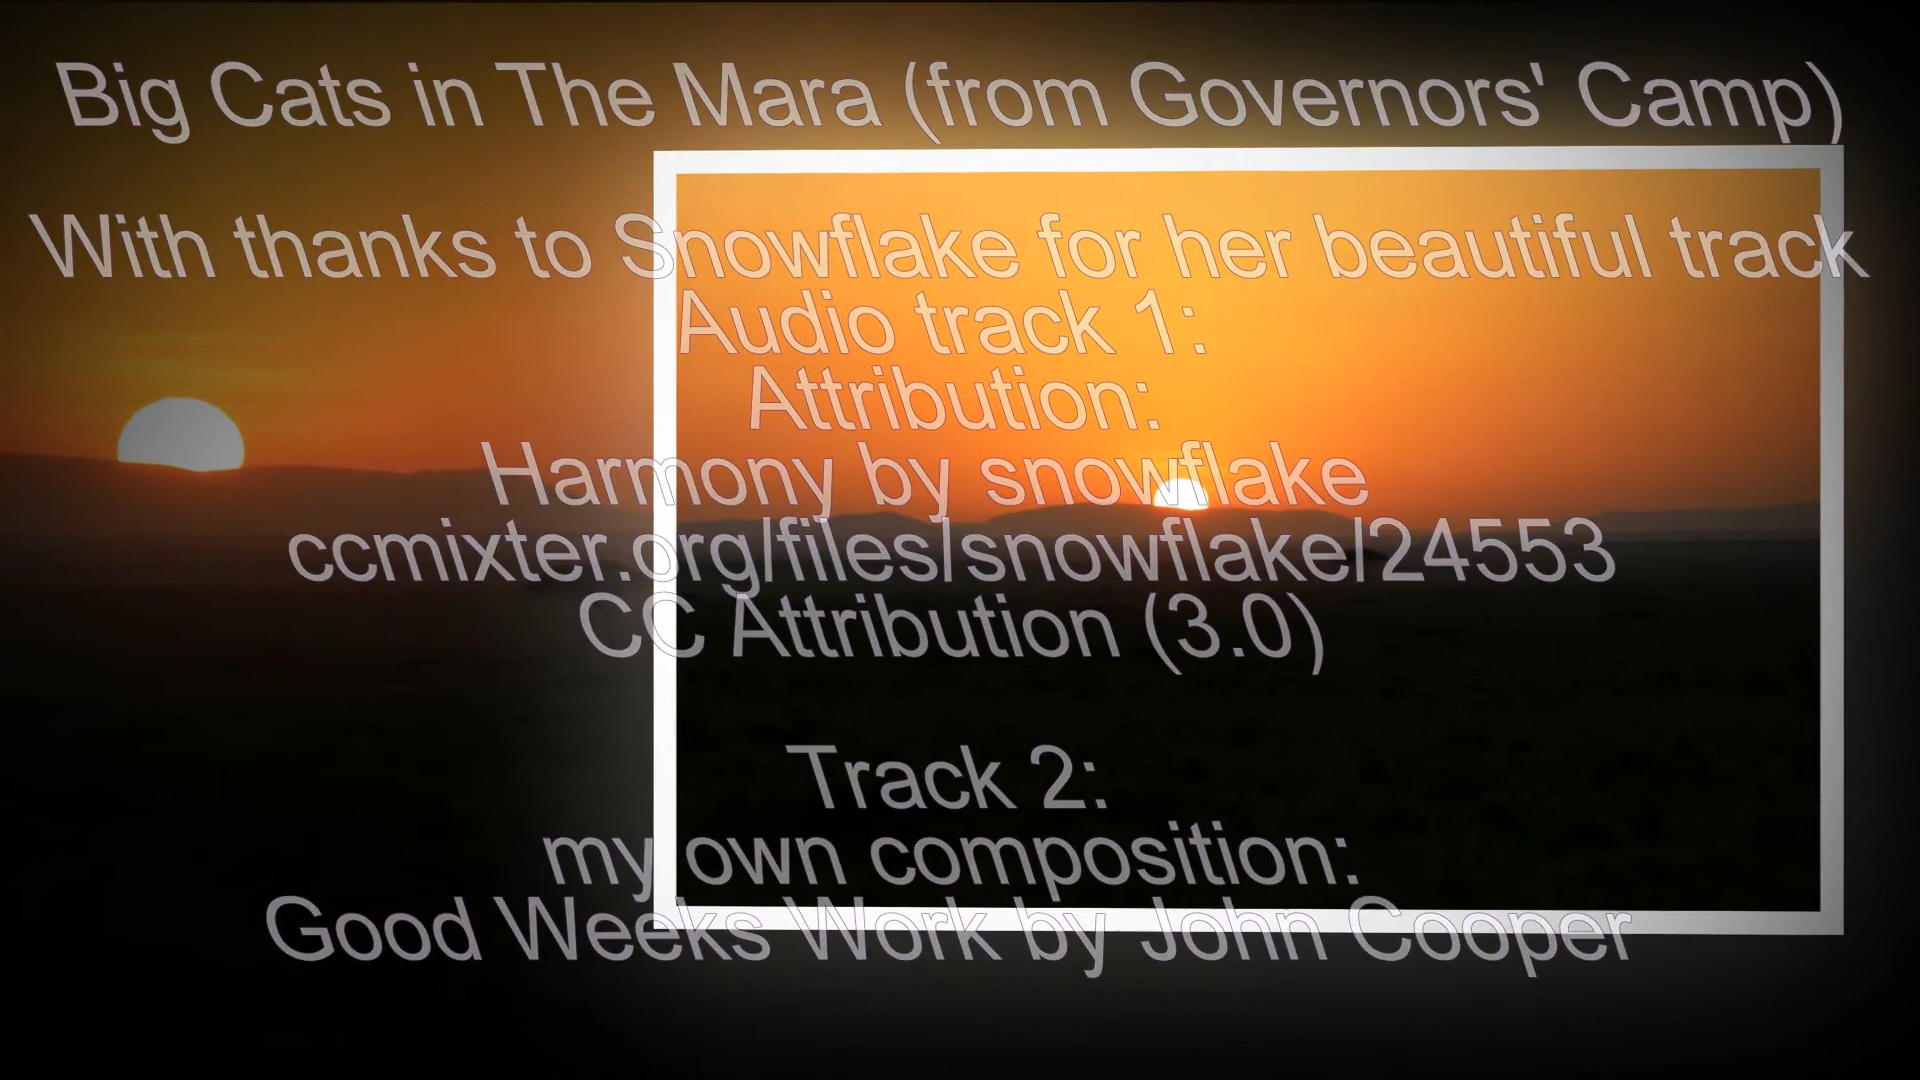 Big Cats in The Mara (from Governors' Camp)
With thanks to Snowflake for her beautiful track
Audio track 1:
Attribution:
Harmony by snowflake
ccmixter.org/files/snowflake/24553
CC Attribution (3.0)
Track 2:
my own composition:
Good Weeks Work by John Cooper